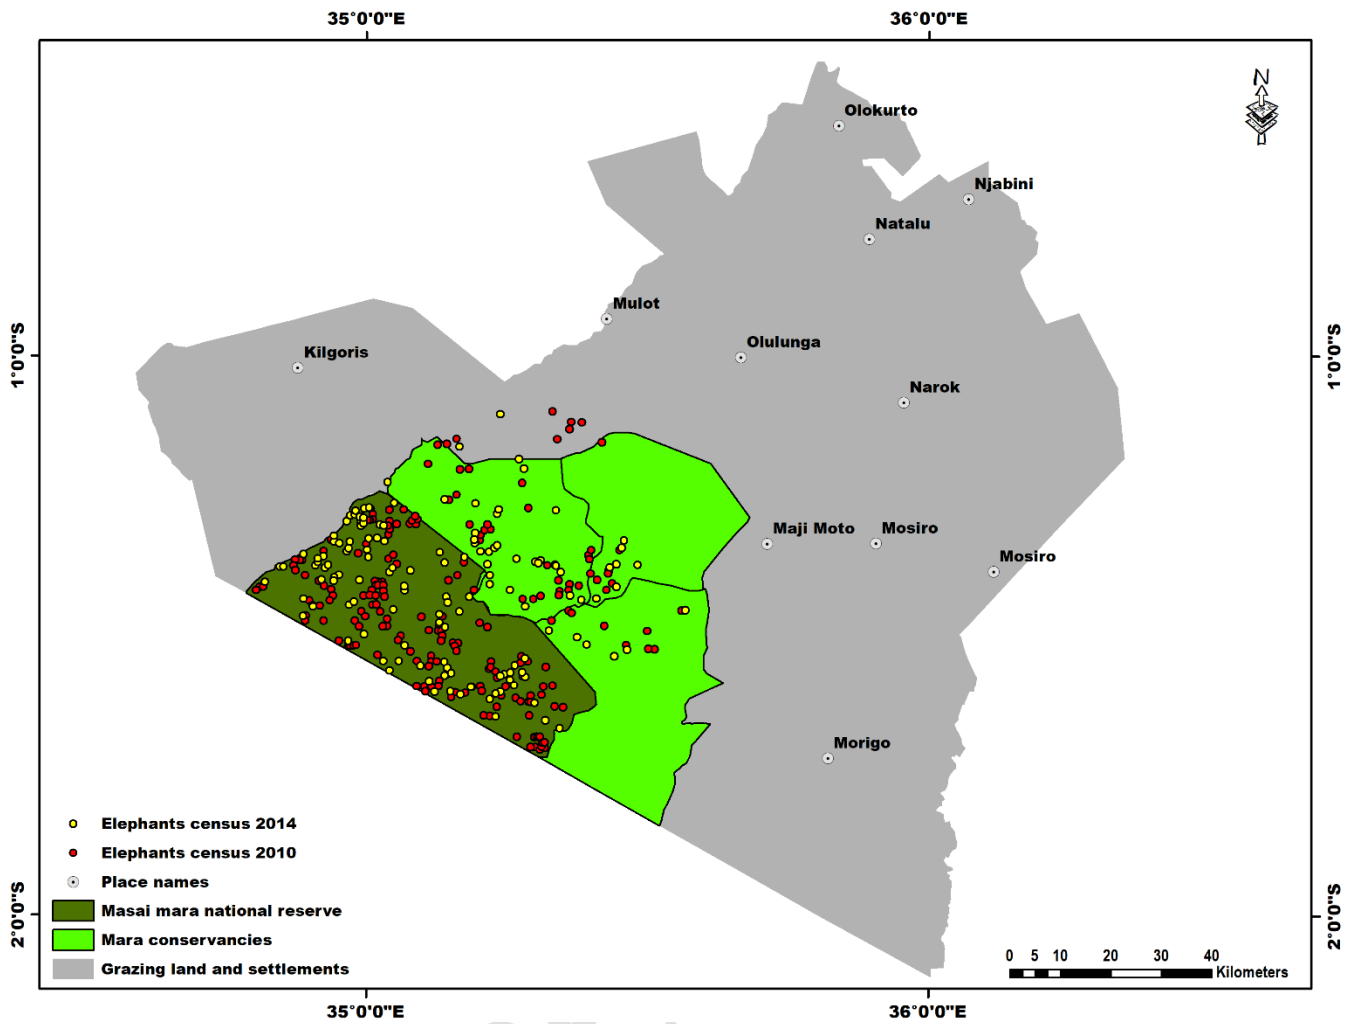 35°0'0"E
36°0'0"E
N
Olokurto
Njabini
Natalu
Mulot
Olulunga
Kilgoris
1°0'0"S
1°0'0"S
Narok
Maji Moto
Mosiro
Mosiro
Morigo
Elephants census 2014
Elephants census 2010
Place names
Masai mara national reserve
Mara conservancies
Grazing land and settlements
2°0'0"S
2°0'0"S
0 5 10 20 30 40
Kilometers
35°0'0"E
36°0'0"E